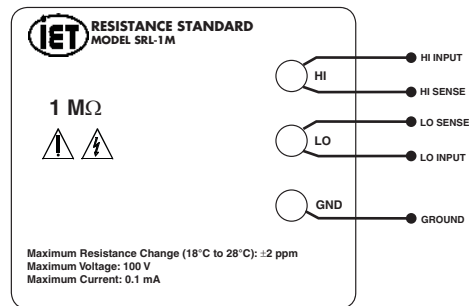 IET
RESISTANCE STANDARD
MODEL SRL-1M
1 MΩ
HI
HI INPUT
HI SENSE
LO
LO SENSE
LO INPUT
GND
GROUND
Maximum Resistance Change (18°C to 28°C): ±2 ppm
Maximum Voltage: 100 V
Maximum Current: 0.1 mA